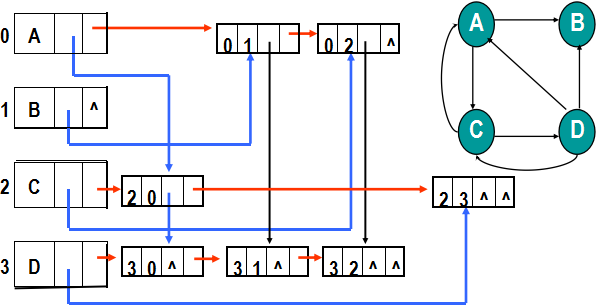 0 A 0 1 0 2 ^
1 B ^
2 C 2 0 2 3 ^ ^
3 D 3 0 ^ 3 1 ^ 3 2 ^ ^
A B
C D